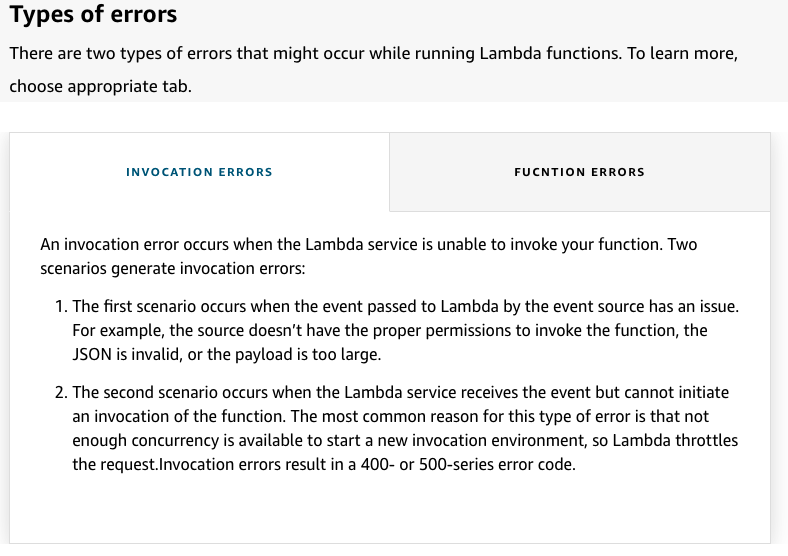 Types of errors
There are two types of errors that might occur while running Lambda functions. To learn more,
choose appropriate tab.
INVOCATION ERRORS
FUCNTION ERRORS
An invocation error occurs when the Lambda service is unable to invoke your function. Two
scenarios generate invocation errors:
1. The first scenario occurs when the event passed to Lambda by the event source has an issue.
For example, the source doesn’t have the proper permissions to invoke the function, the
JSON is invalid, or the payload is too large.
2. The second scenario occurs when the Lambda service receives the event but cannot initiate
an invocation of the function. The most common reason for this type of error is that not
enough concurrency is available to start a new invocation environment, so Lambda throttles
the request.Invocation errors result in a 400- or 500-series error code.